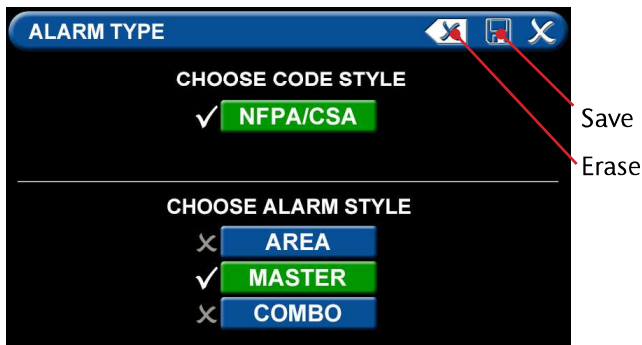 ALARM TYPE
CHOOSE CODE STYLE
NFPA/CSA
Save
Erase
CHOOSE ALARM STYLE
AREA
MASTER
COMBO